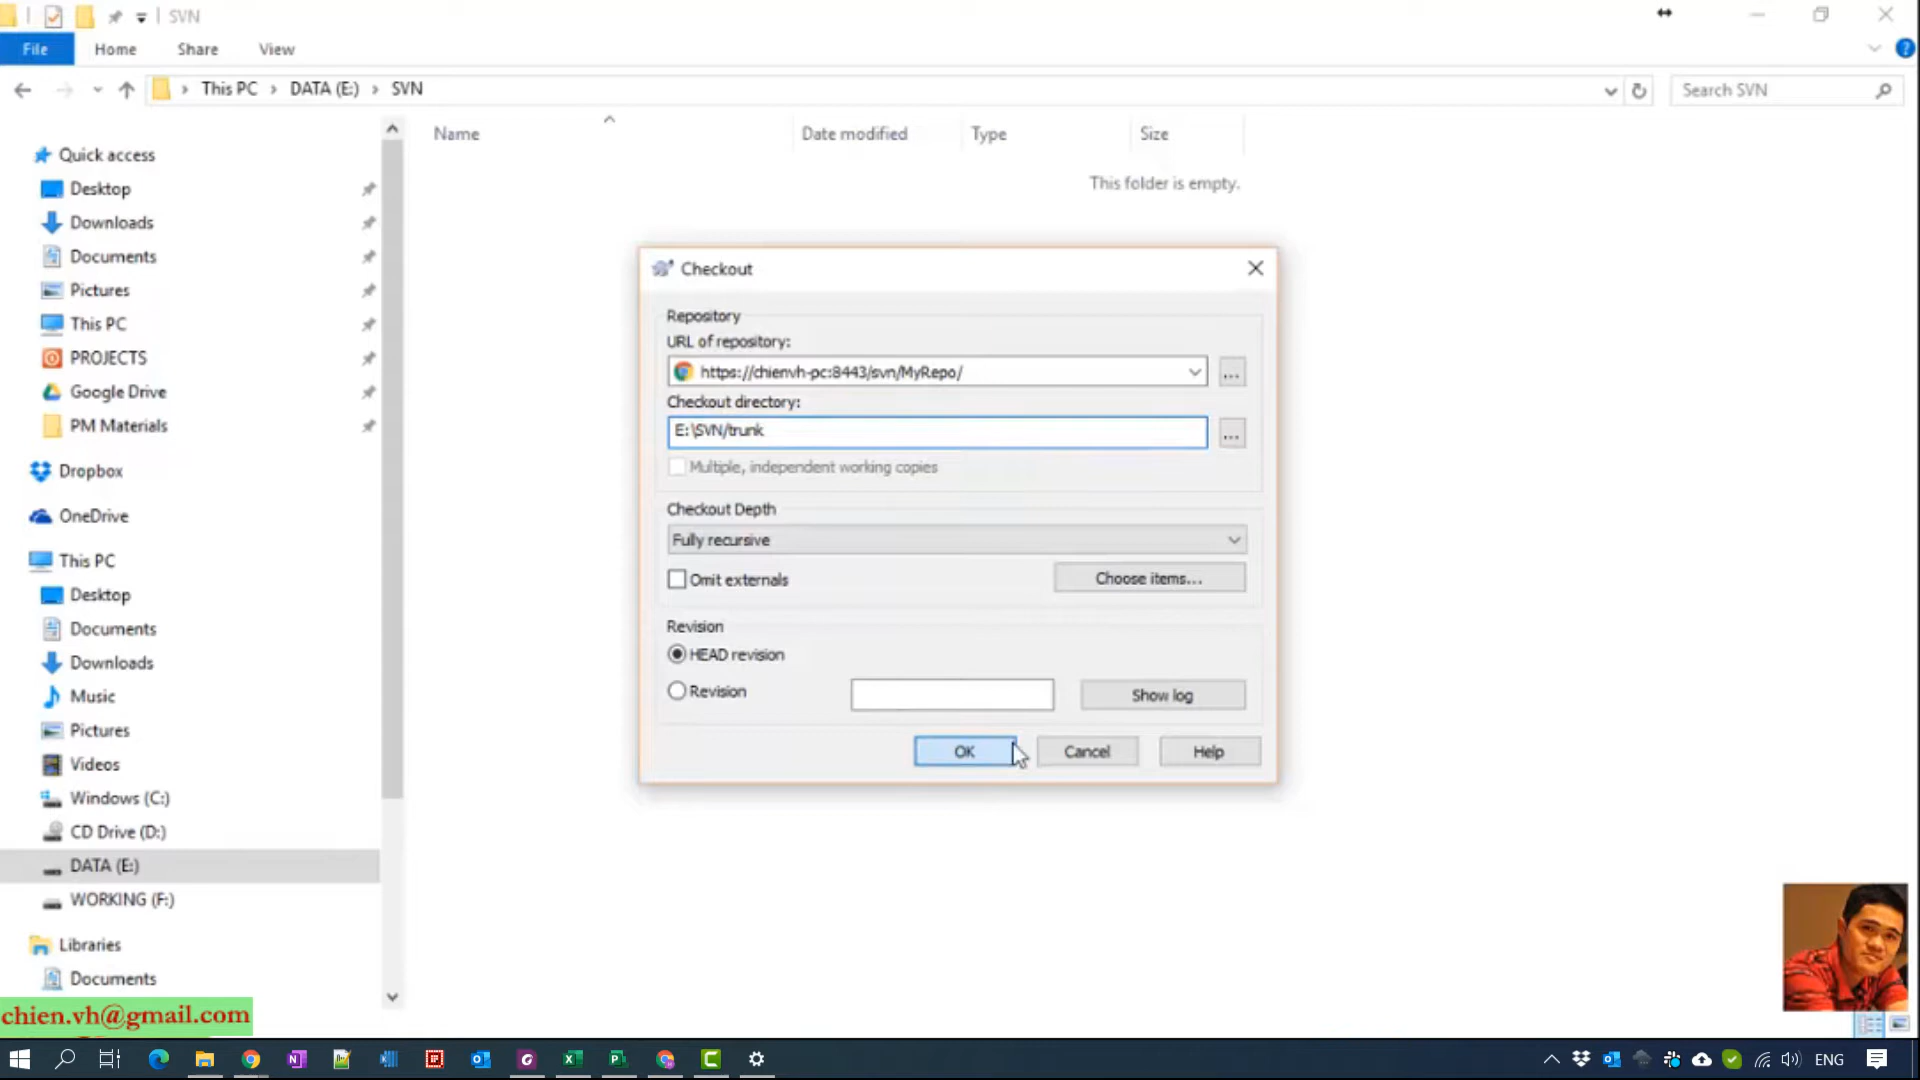 SVN
File Home Share View
This PC DATA (E:) SVN
Search SVN
Name Date modified Type Size
This folder is empty.
Quick access
Desktop
Downloads
Documents
Pictures
This PC
PROJECTS
Google Drive
PM Materials
Dropbox
OneDrive
This PC
Desktop
Documents
Downloads
Music
Pictures
Videos
Windows (C:)
CD Drive (D:)
DATA (E:)
WORKING (F:)
Libraries
Documents
Checkout
Repository
URL of repository:
https://chienvh-pc:8443/svn/MyRepo/
...
Checkout directory:
E:\SVN/trunk
...
Multiple, independent working copies
Checkout Depth
Fully recursive
Omit externals
Choose items...
Revision
HEAD revision
Revision
Show log
OK Cancel Help
chien.vh@gmail.com
ENG